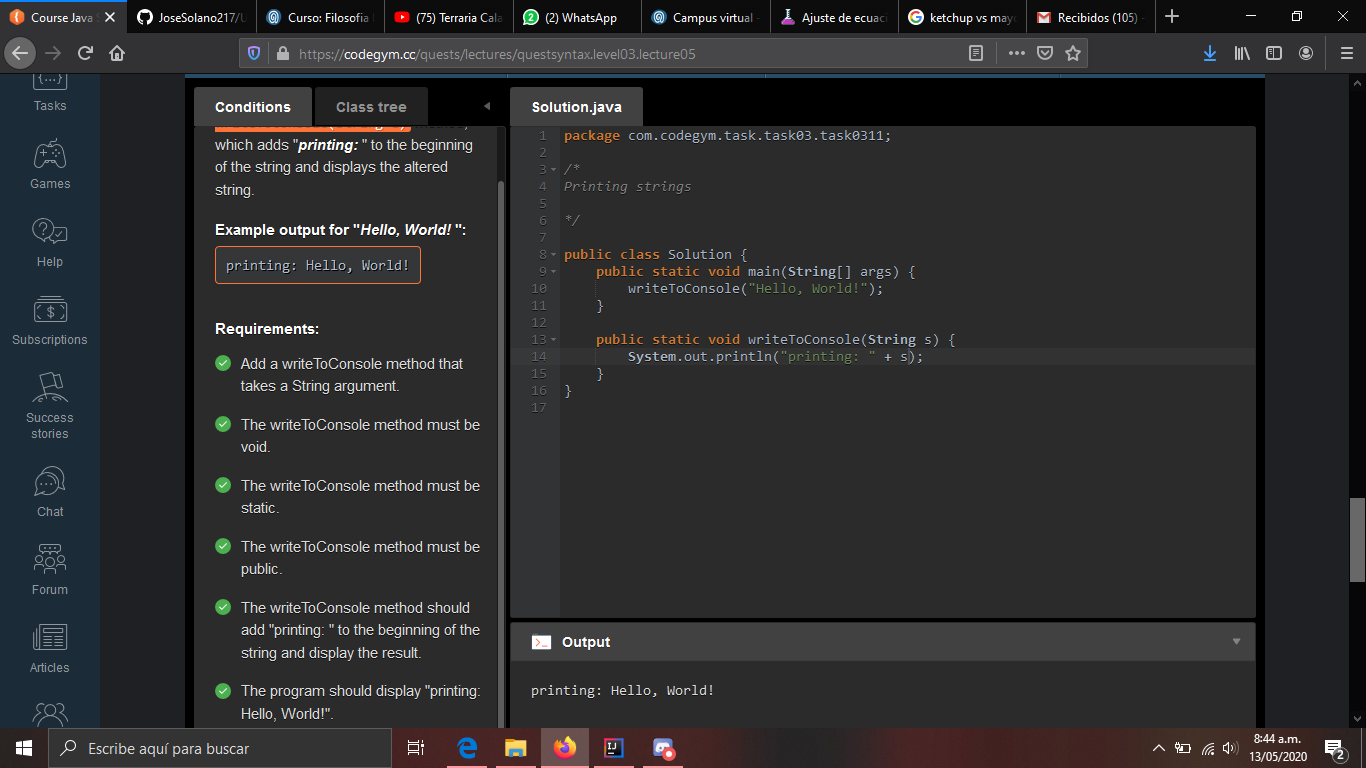 Course Java S
JoseSolano217/U
Curso: Filosofia
(75) Terraria Cala
(2) WhatsApp
Campus virtual -
Ajuste de ecuaci
ketchup vs mayo
Recibidos (105) -
https://codegym.cc/quests/lectures/questsyntax.level03.lecture05
Tasks
Games
Help
Subscriptions
Success
stories
Chat
Forum
Articles
Conditions
Class tree
which adds "printing: " to the beginning
of the string and displays the altered
string.
Example output for "Hello, World! ":
printing: Hello, World!
Requirements:
Add a writeToConsole method that
takes a String argument.
The writeToConsole method must be
void.
The writeToConsole method must be
static.
The writeToConsole method must be
public.
The writeToConsole method should
add "printing: " to the beginning of the
string and display the result.
The program should display "printing:
Hello, World!".
Solution.java
1 package com.codegym.task.task03.task0311;
2
3 /*
4 Printing strings
5
6 */
7
8 public class Solution {
9 public static void main(String[] args) {
10 writeToConsole("Hello, World!");
11 }
12
13 public static void writeToConsole(String s) {
14 System.out.println("printing: " + s);
15 }
16 }
17
Output
printing: Hello, World!
Escribe aquí para buscar
8:44 a.m.
13/05/2020
2